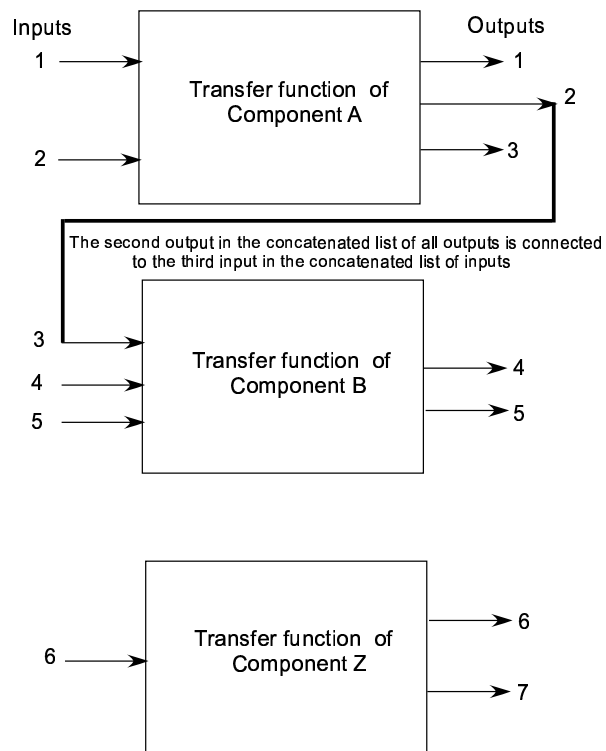 Inputs
Outputs
1
1
Transfer function of
Component A
2
2
3
The second output in the concatenated list of all outputs is connected
to the third input in the concatenated list of inputs
3
Transfer function of
Component B
4
4
5
5
Transfer function of
Component Z
6
6
7